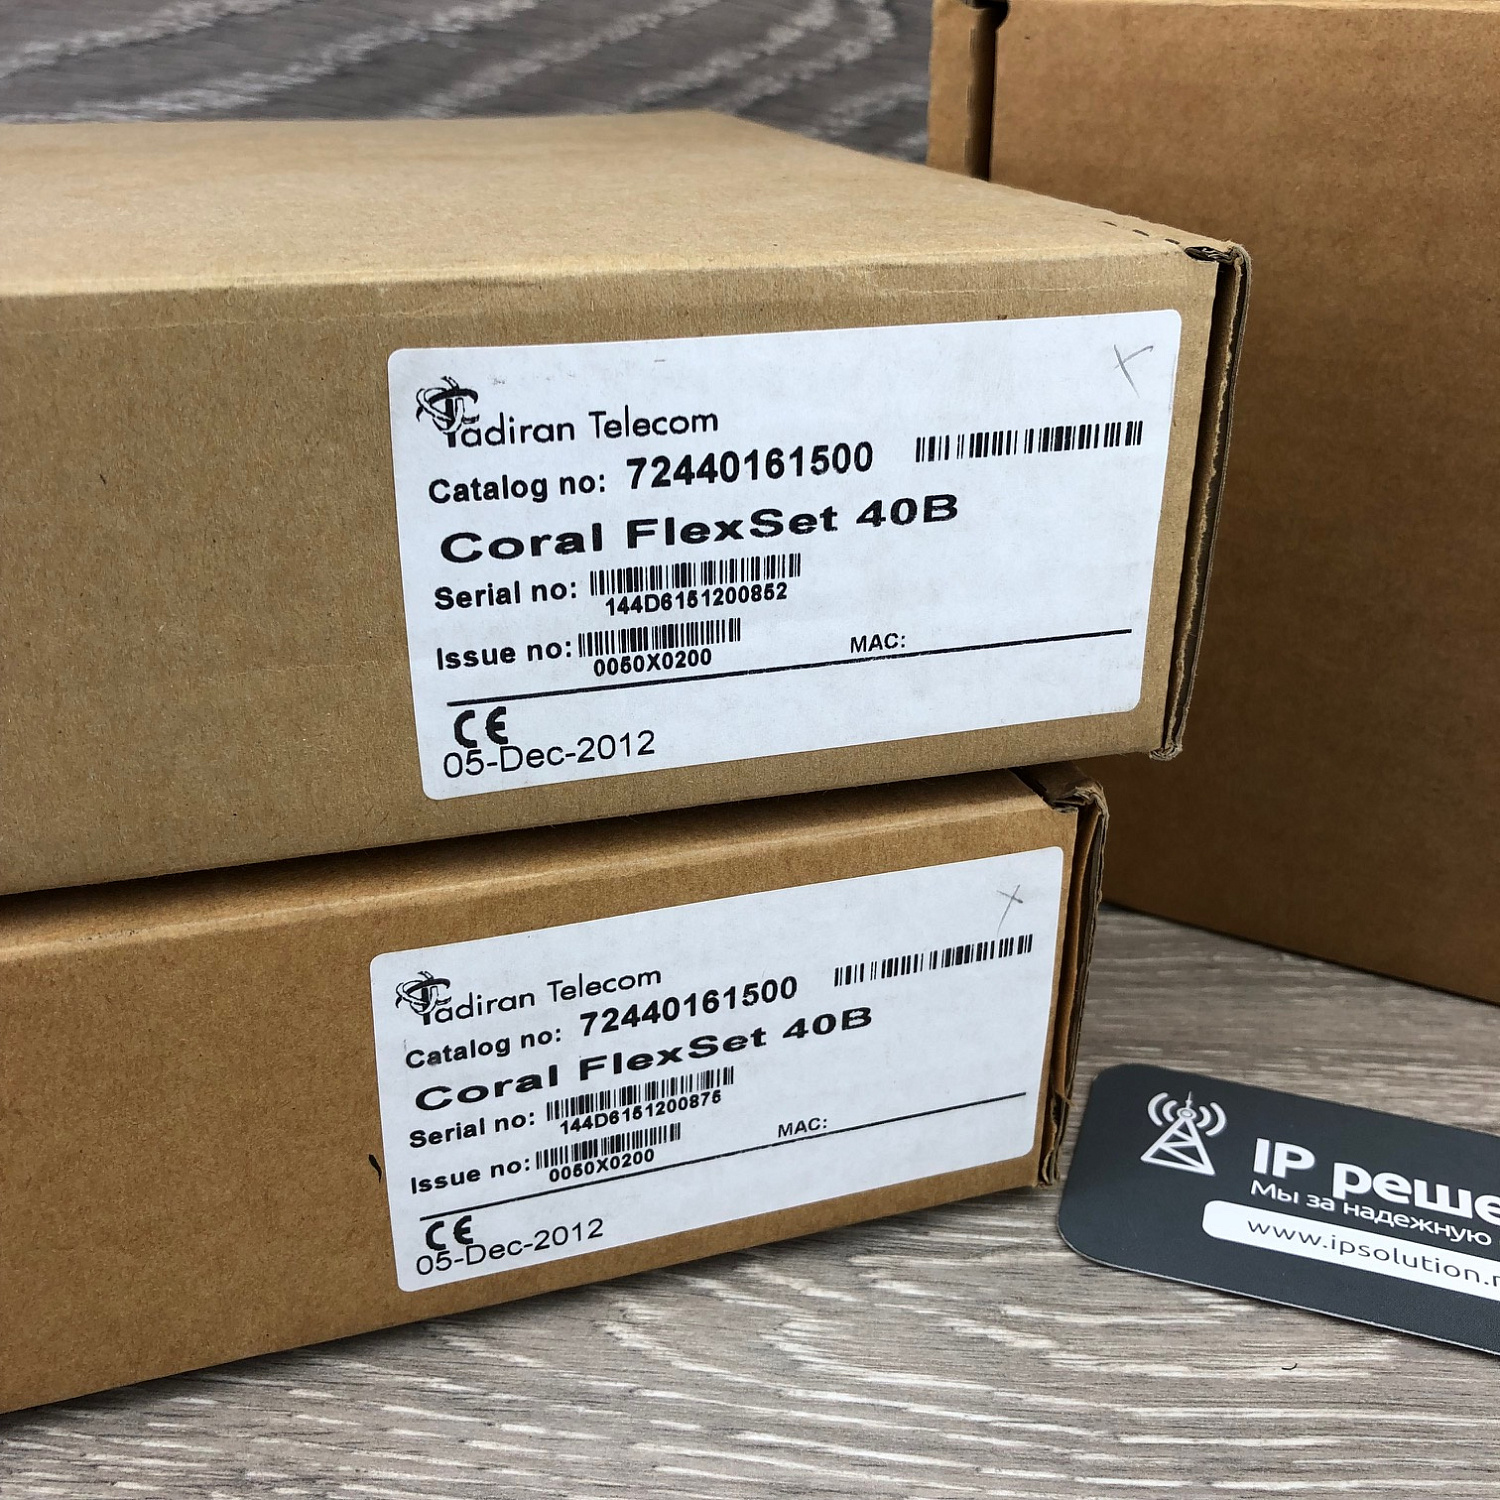 Tadiran Telecom
Catalog no: 72440161500
Coral FlexSet 40B
Serial no:
144D6151200852
Issue no:
0050X0200
MAC:
CE
05-Dec-2012
Tadiran Telecom
Catalog no: 72440161500
Coral FlexSet 40B
Serial no:
144D6151200875
Issue no:
0050X0200
MAC:
CE
05-Dec-2012
IP реше
Мы за надежную
www.ipsolution.r